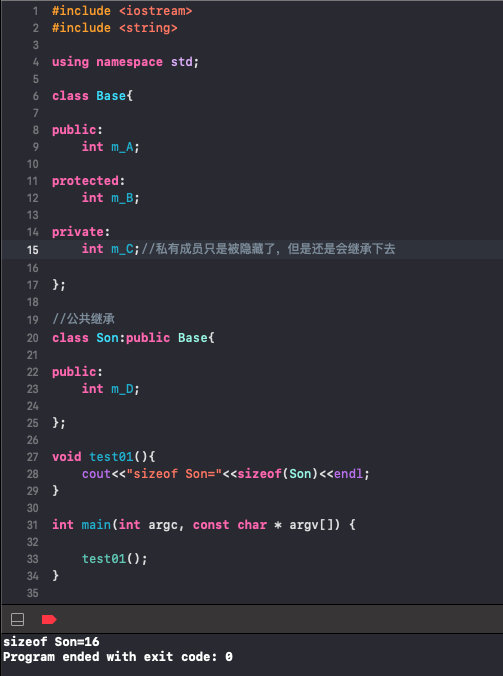 1 #include <iostream>
2 #include <string>
3
4 using namespace std;
5
6 class Base{
7
8 public:
9     int m_A;
10
11 protected:
12     int m_B;
13
14 private:
15     int m_C;//私有成员只是被隐藏了，但是还是会继承下去
16
17 };
18
19 //公共继承
20 class Son:public Base{
21
22 public:
23     int m_D;
24
25 };
26
27 void test01(){
28     cout<<"sizeof Son="<<sizeof(Son)<<endl;
29 }
30
31 int main(int argc, const char * argv[]) {
32
33     test01();
34 }
35
sizeof Son=16
Program ended with exit code: 0